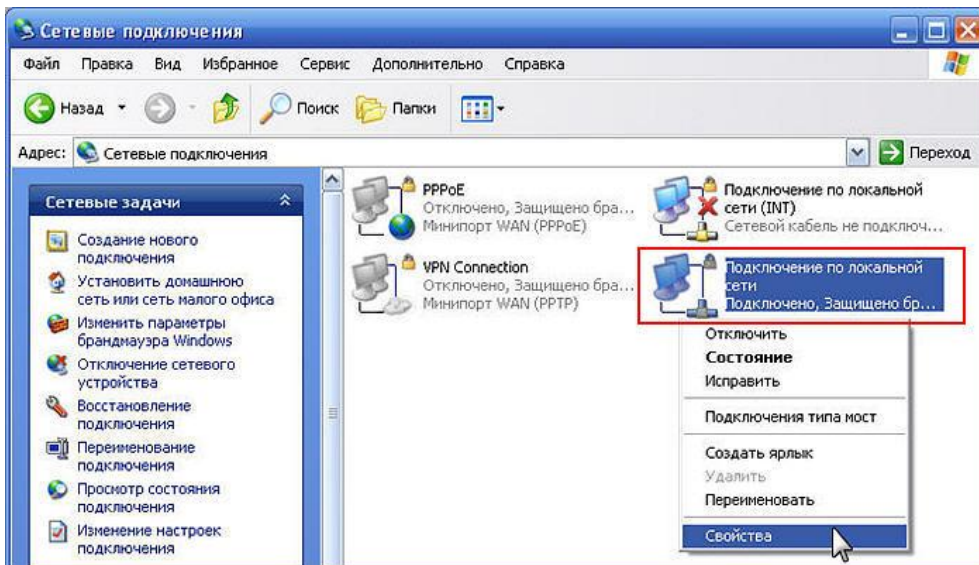 Сетевые подключения
Файл Правка Вид Избранное Сервис Дополнительно Справка
Назад Поиск Папки
Адрес: Сетевые подключения Переход
Сетевые задачи
Создание нового
подключения
Установить домашнюю
сеть или сеть малого офиса
Изменить параметры
брандмауэра Windows
Отключение сетевого
устройства
Восстановление
подключения
Переименование
подключения
Просмотр состояния
подключения
Изменение настроек
подключения
PPPoE
Отключено, Защищено бра...
Минипорт WAN (PPPoE)
Подключение по локальной
сети (INT)
Сетевой кабель не подключ...
VPN Connection
Отключено, Защищено бра...
Минипорт WAN (PPTP)
Подключение по локальной
сети
Подключено, Защищено бр...
Отключить
Состояние
Исправить
Подключения типа мост
Создать ярлык
Удалить
Переименовать
Свойства